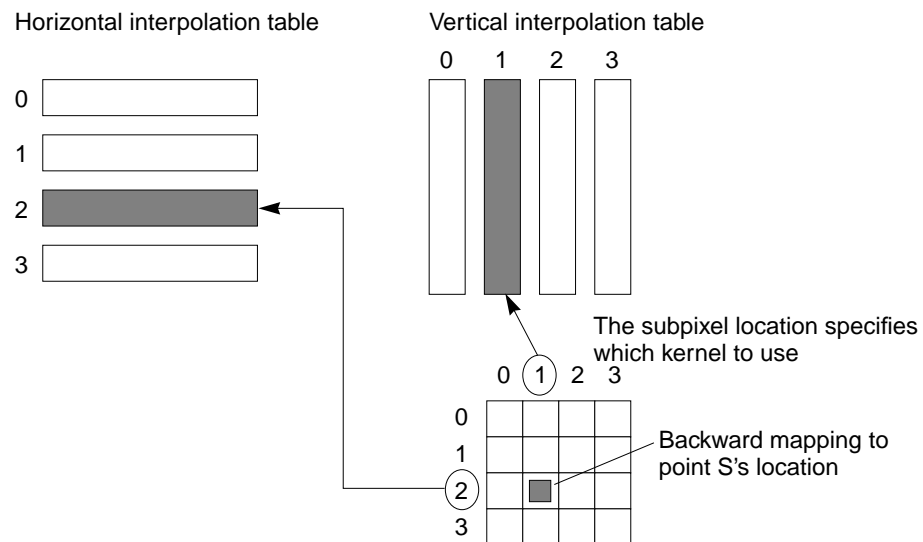 Horizontal interpolation table
Vertical interpolation table
0 1 2 3
0
1
2
3
The subpixel location specifies
which kernel to use
0 1 2 3
0
1
2
3
Backward mapping to
point S's location